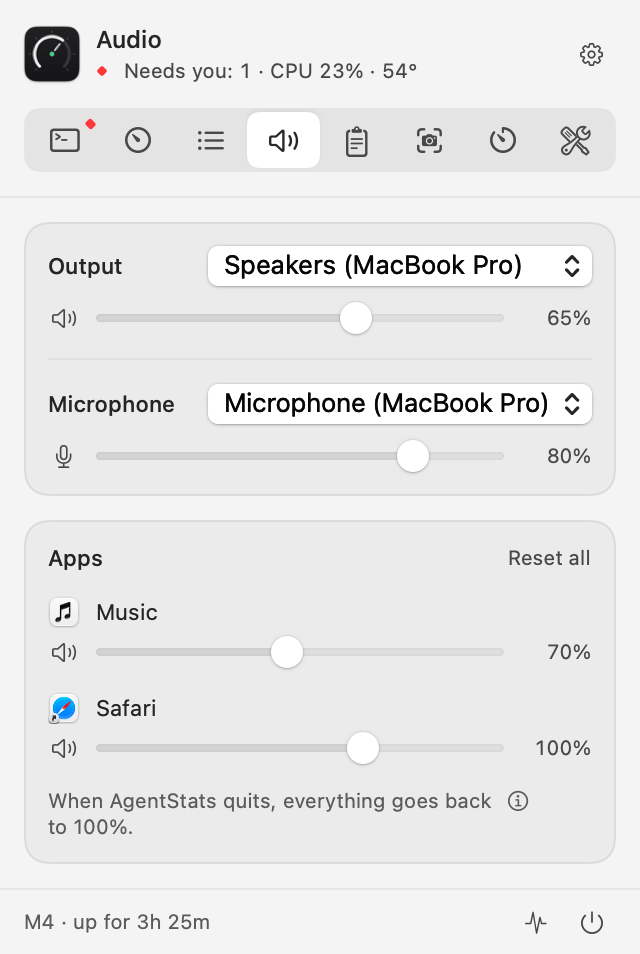 Audio
Needs you: 1 · CPU 23% · 54°
Output
Speakers (MacBook Pro)
65%
Microphone
Microphone (MacBook Pro)
80%
Apps
Reset all
Music
70%
Safari
100%
When AgentStats quits, everything goes back
to 100%.
M4 · up for 3h 25m